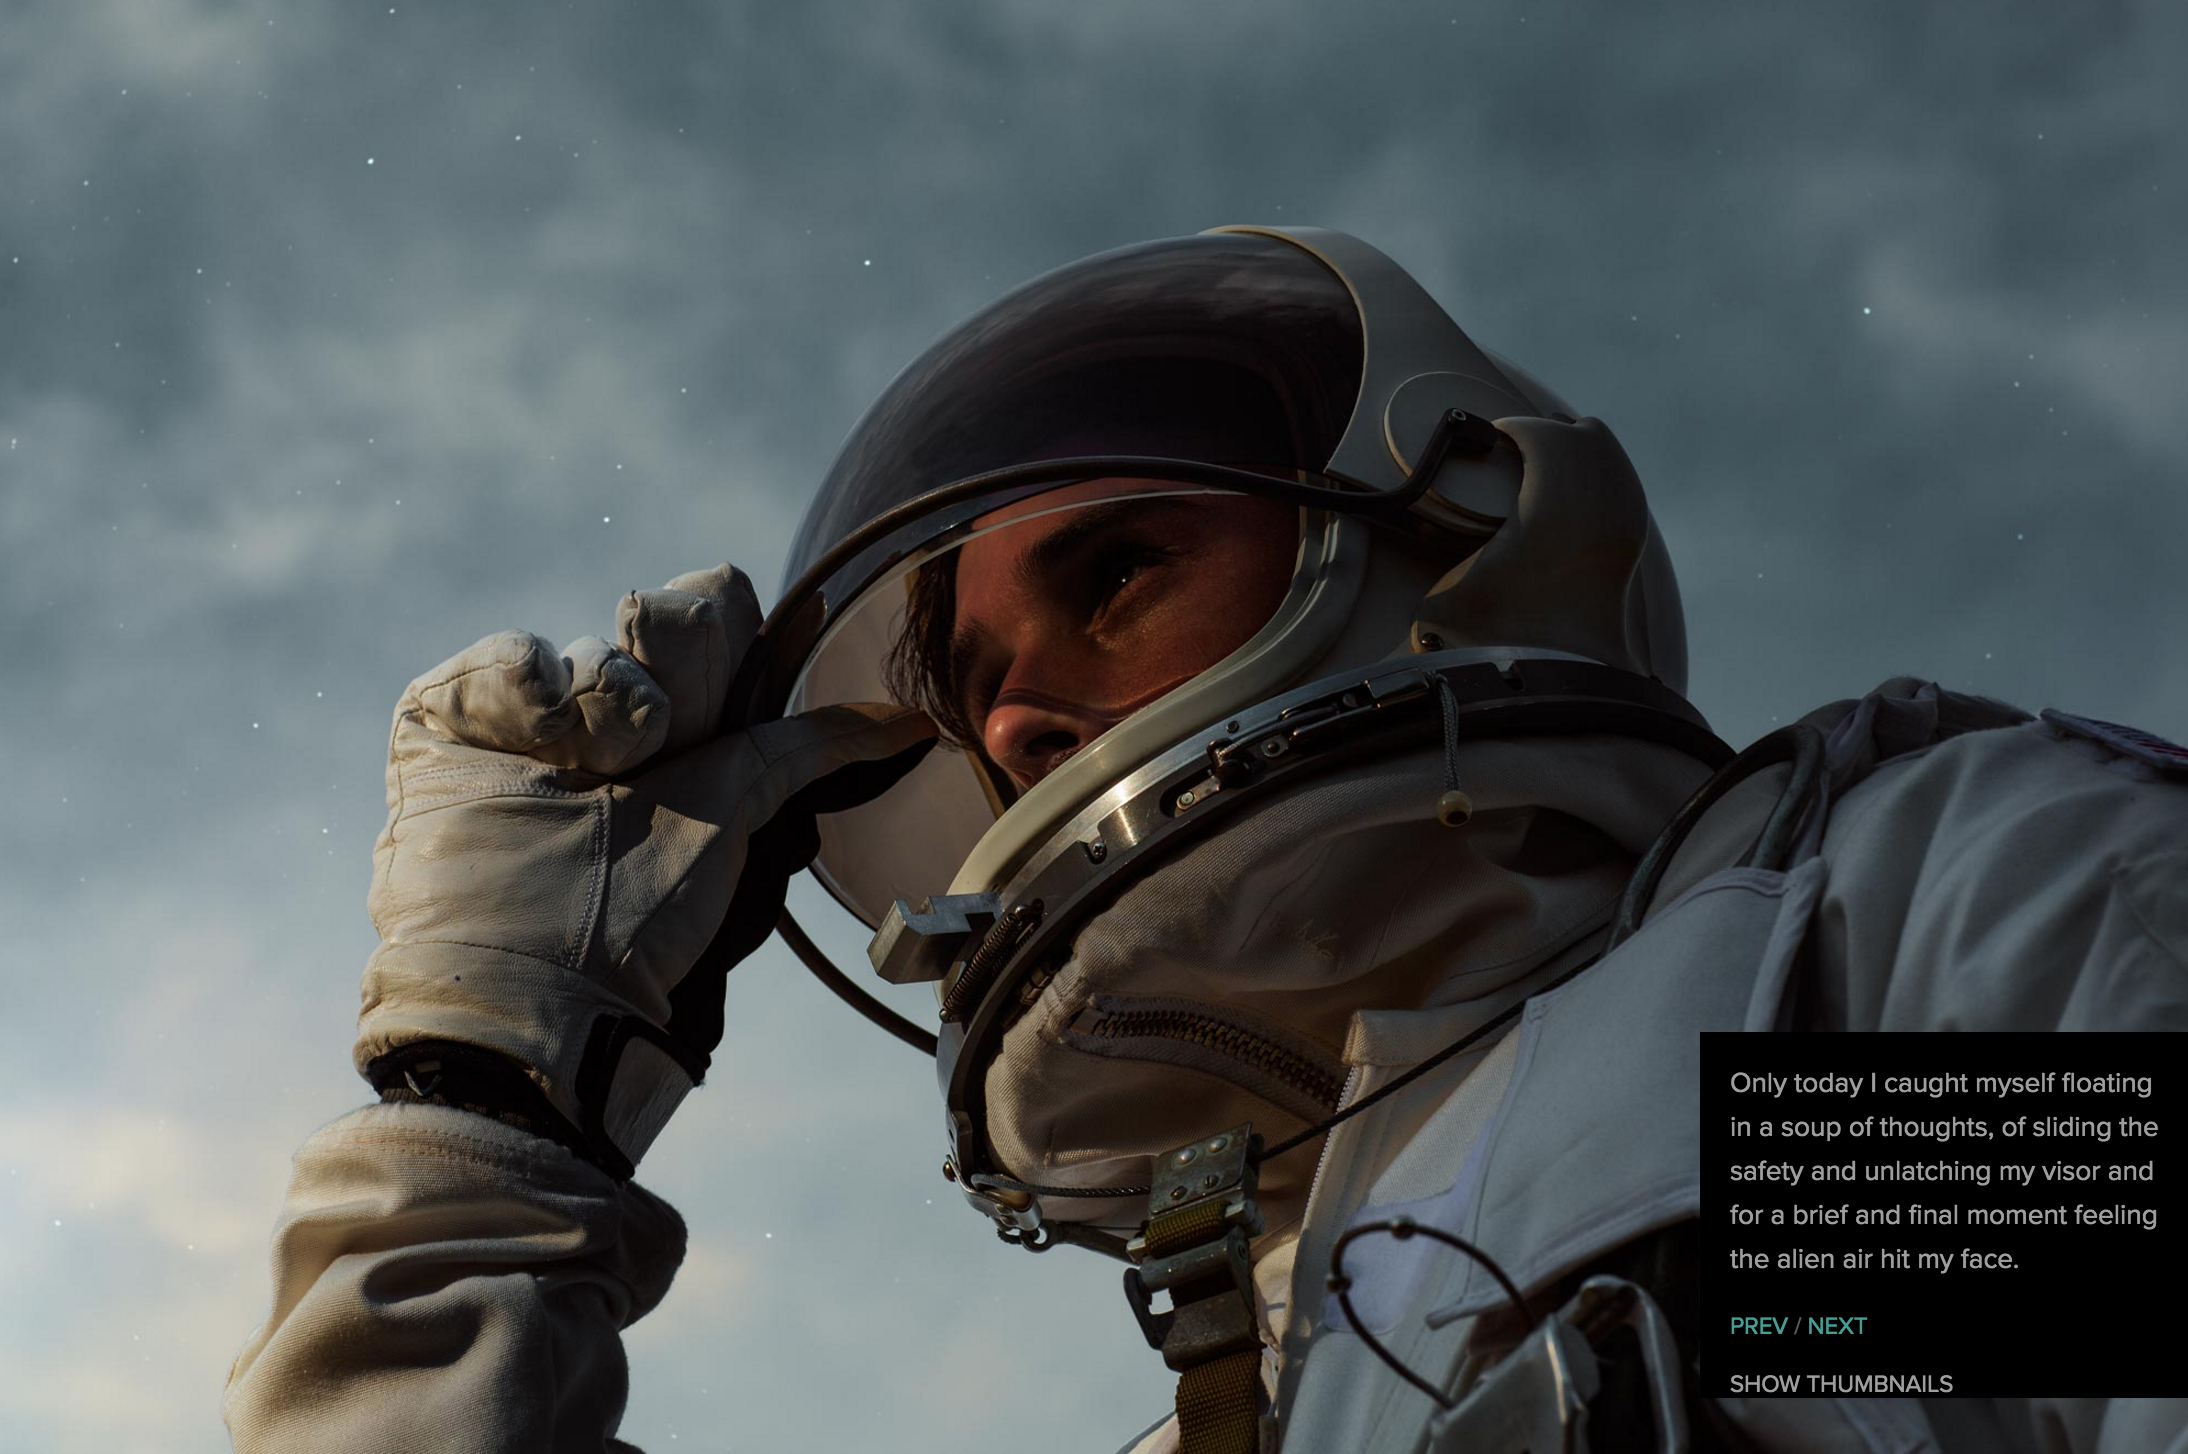 Only today I caught myself floating
in a soup of thoughts, of sliding the
safety and unlatching my visor and
for a brief and final moment feeling
the alien air hit my face.
PREV / NEXT
SHOW THUMBNAILS